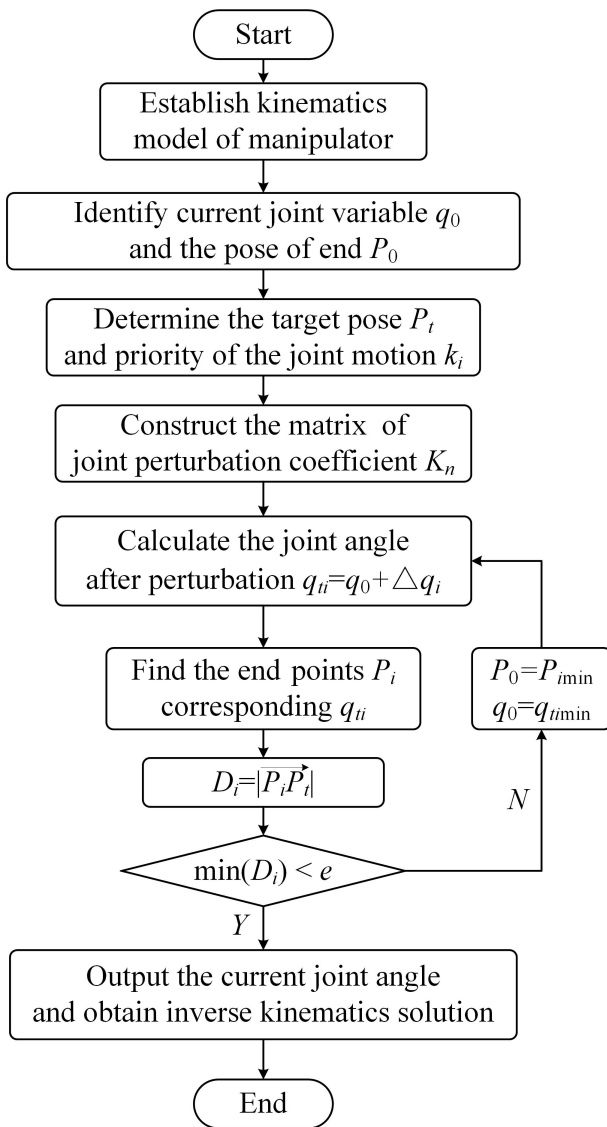 Start
Establish kinematics
model of manipulator
Identify current joint variable q₀
and the pose of end P₀
Determine the target pose Pₜ
and priority of the joint motion kᵢ
Construct the matrix of
joint perturbation coefficient Kₙ
Calculate the joint angle
after perturbation qₜᵢ=q₀+△qᵢ
Find the end points Pᵢ
corresponding qₜᵢ
P₀=Pᵢmin
q₀=qₜᵢmin
Dᵢ=|PᵢPₜ|
N
min(Dᵢ) < e
Y
Output the current joint angle
and obtain inverse kinematics solution
End